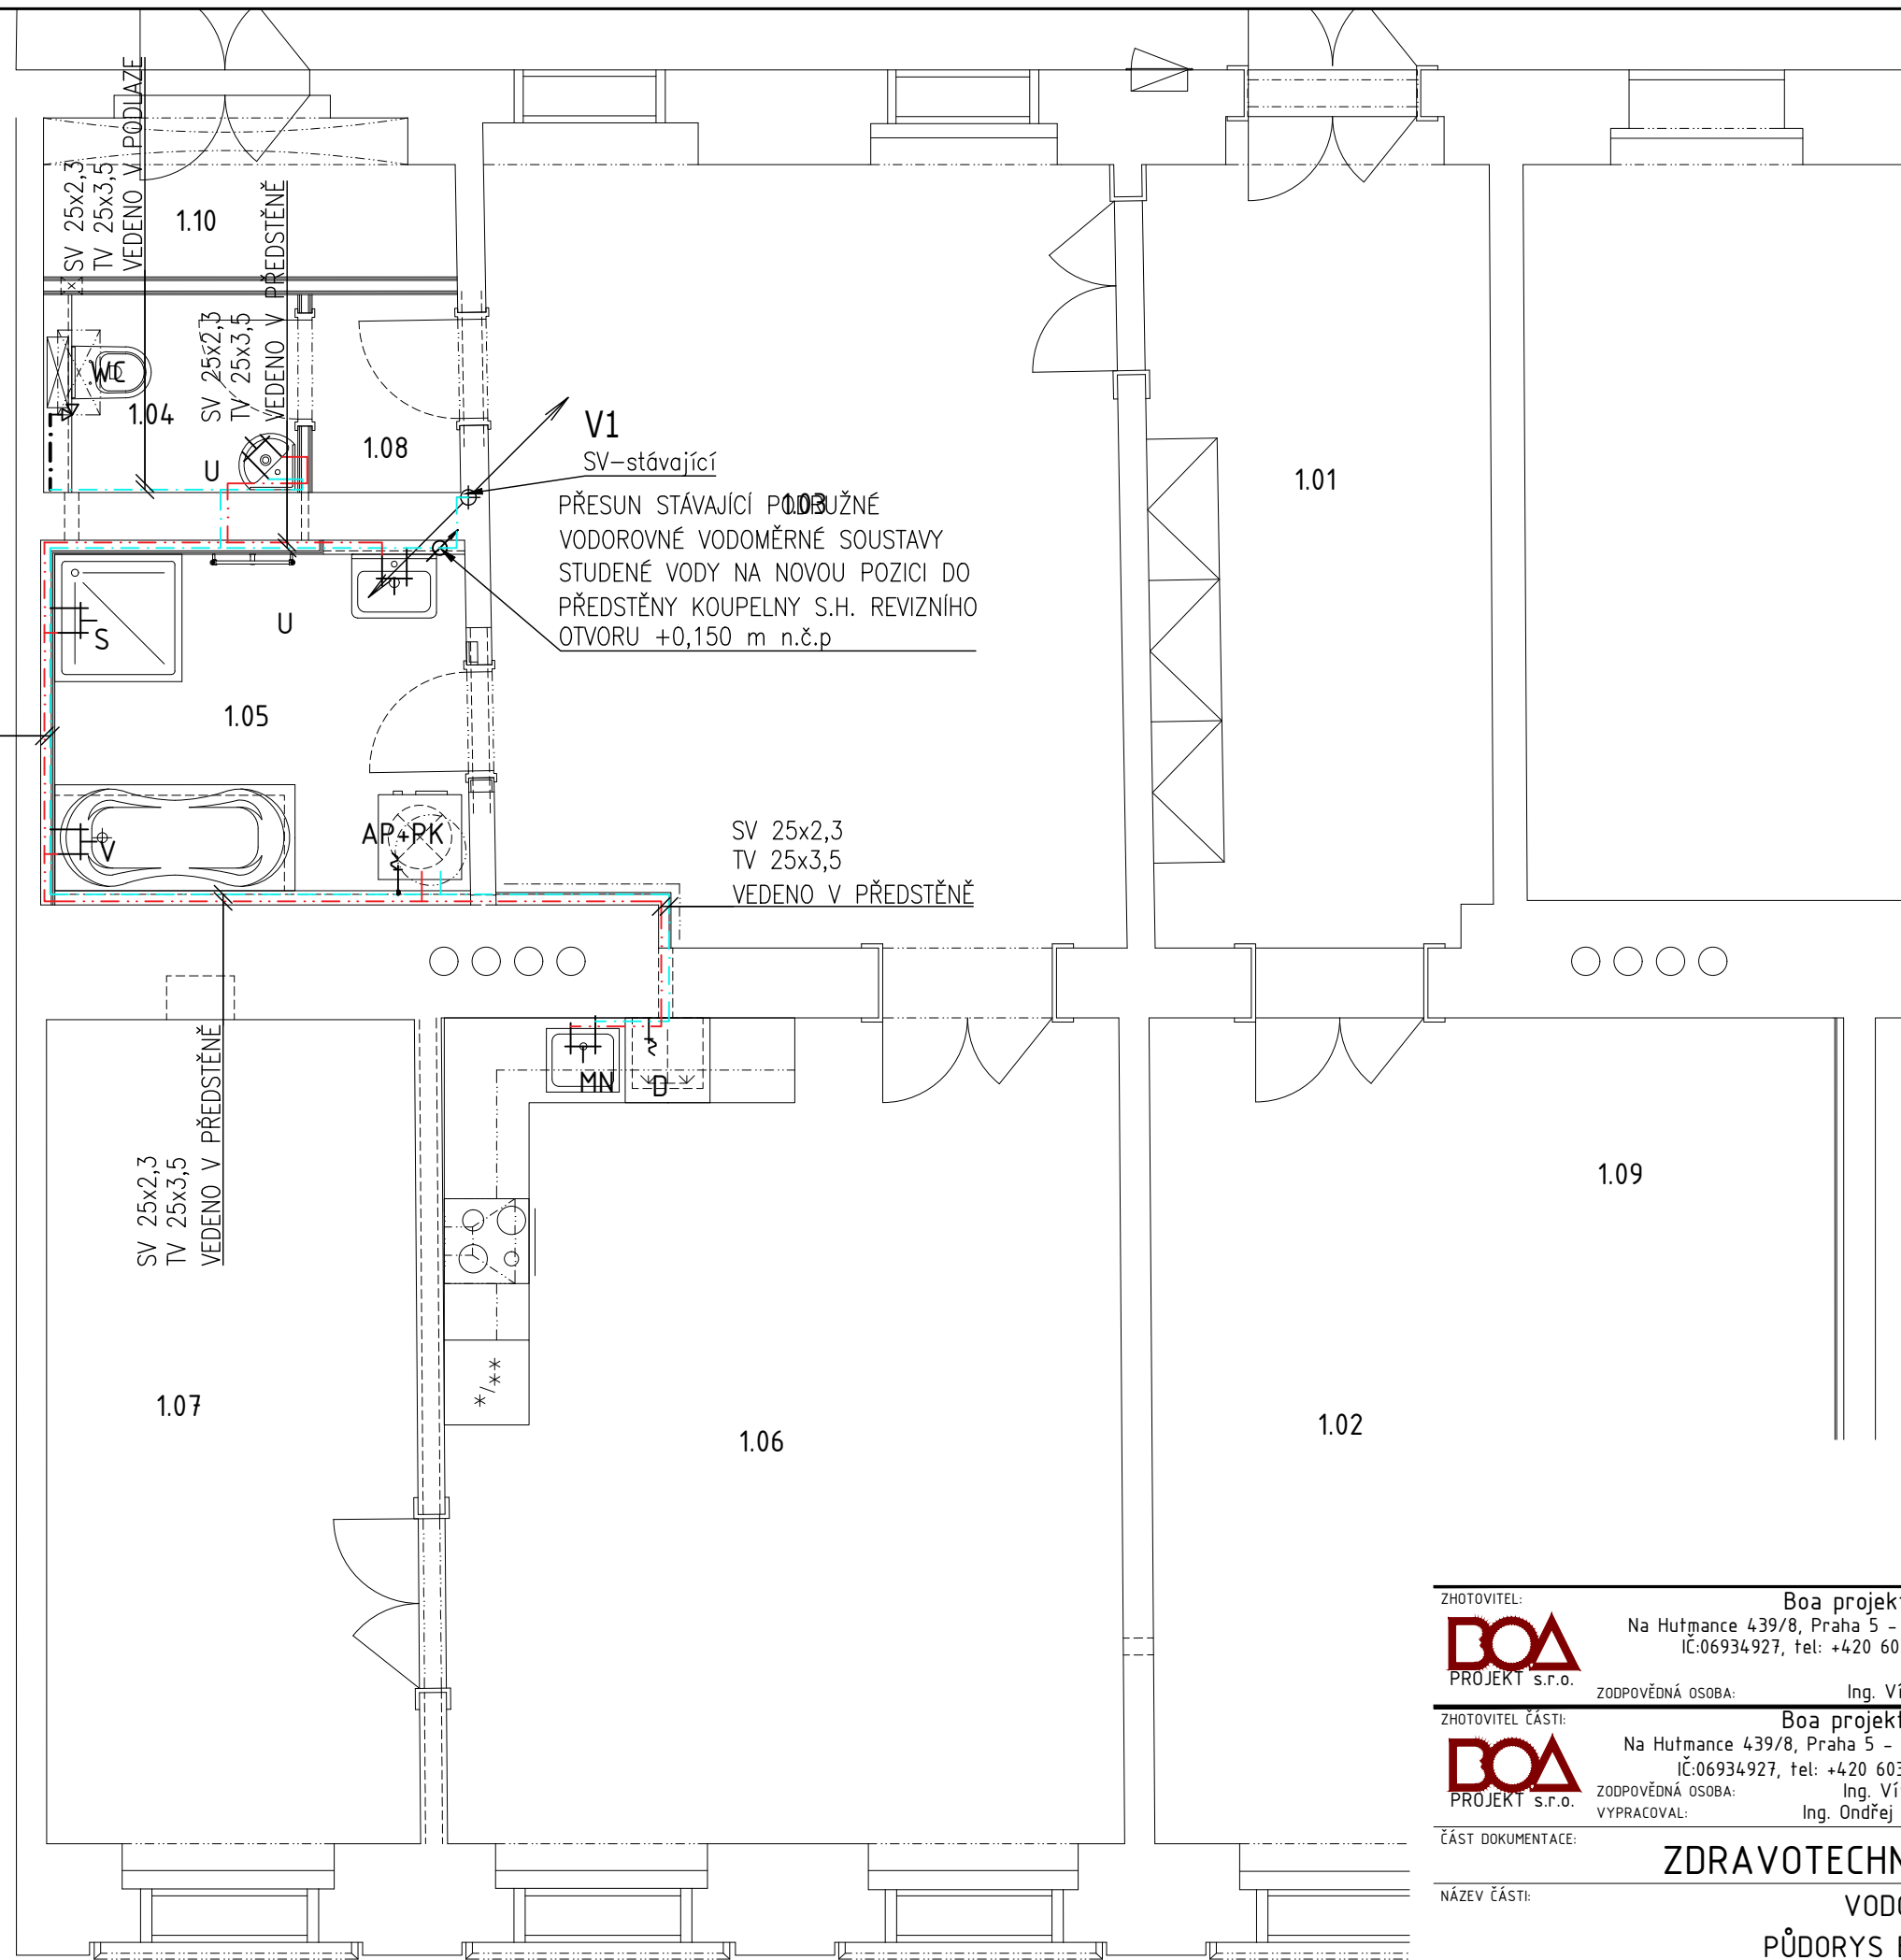 SV 25x2,3
TV 25x3,5
VEDENO V PODLAZE
1.10
SV 25x2,3
TV 25x3,5
VEDENO V PŘEDSTĚNĚ
WC
1.04
U
1.08
V1
SV-stávající
PŘESUN STÁVAJÍCÍ PODRUŽNÉ
VODOROVNÉ VODOMĚRNÉ SOUSTAVY
STUDENÉ VODY NA NOVOU POZICI DO
PŘEDSTĚNY KOUPELNY S.H. REVIZNÍHO
OTVORU +0,150 m n.č.p
1.03
1.01
S
U
1.05
V
AP+PK
SV 25x2,3
TV 25x3,5
VEDENO V PŘEDSTĚNĚ
SV 25x2,3
TV 25x3,5
VEDENO V PŘEDSTĚNĚ
MN
D
1.09
*/**
1.07
1.06
1.02
ZHOTOVITEL:
Boa projekt
Na Hutmance 439/8, Praha 5 -
IČ:06934927, tel: +420 60
BOA
PROJEKT s.r.o.
ZODPOVĚDNÁ OSOBA: Ing. Ví
ZHOTOVITEL ČÁSTI:
Boa projekt
Na Hutmance 439/8, Praha 5 -
IČ:06934927, tel: +420 603
BOA
PROJEKT s.r.o.
ZODPOVĚDNÁ OSOBA: Ing. Ví
VYPRACOVAL: Ing. Ondřej
ČÁST DOKUMENTACE:
ZDRAVOTECHN
NÁZEV ČÁSTI:
VODO
PŮDORYS